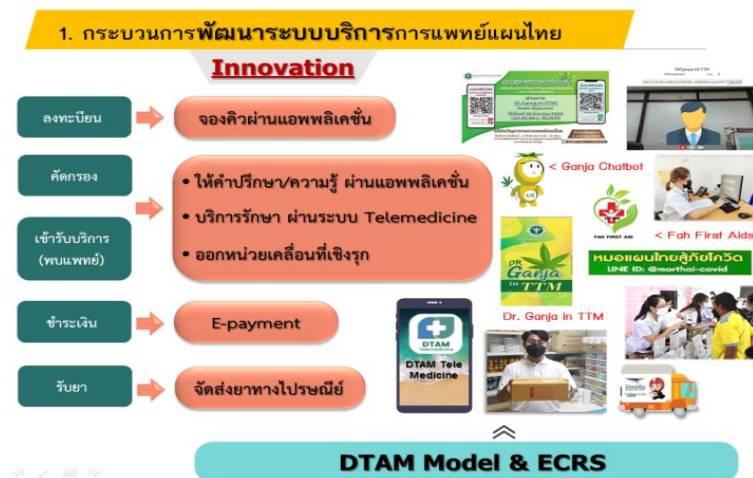 1. กระบวนการพัฒนาระบบบริการการแพทย์แผนไทย
Innovation
ลงทะบียน
จองคิวผ่านแอพพลิเคชั่น
คัดกรอง
เข้ารับบริการ
(พบแพทย์)
• ให้คำปรึกษา/ความรู้ ผ่านแอพพลิเคชั่น
• บริการรักษา ผ่านระบบ Telemedicine
• ออกหน่วยเคลื่อนที่เชิงรุก
ชำระเงิน
E-payment
รับยา
จัดส่งยาทางไปรษณีย์
< Ganja Chatbot
FAH FIRST AID
< Fah First Aids
หมอแผนไทยสู้ภัยโควิด
LINE ID: @morthai-covid
DR
Ganja
in
TTM
Dr. Ganja in TTM
DTAM
Telemedicine
DTAM Tele
Medicine
DTAM Model & ECRS